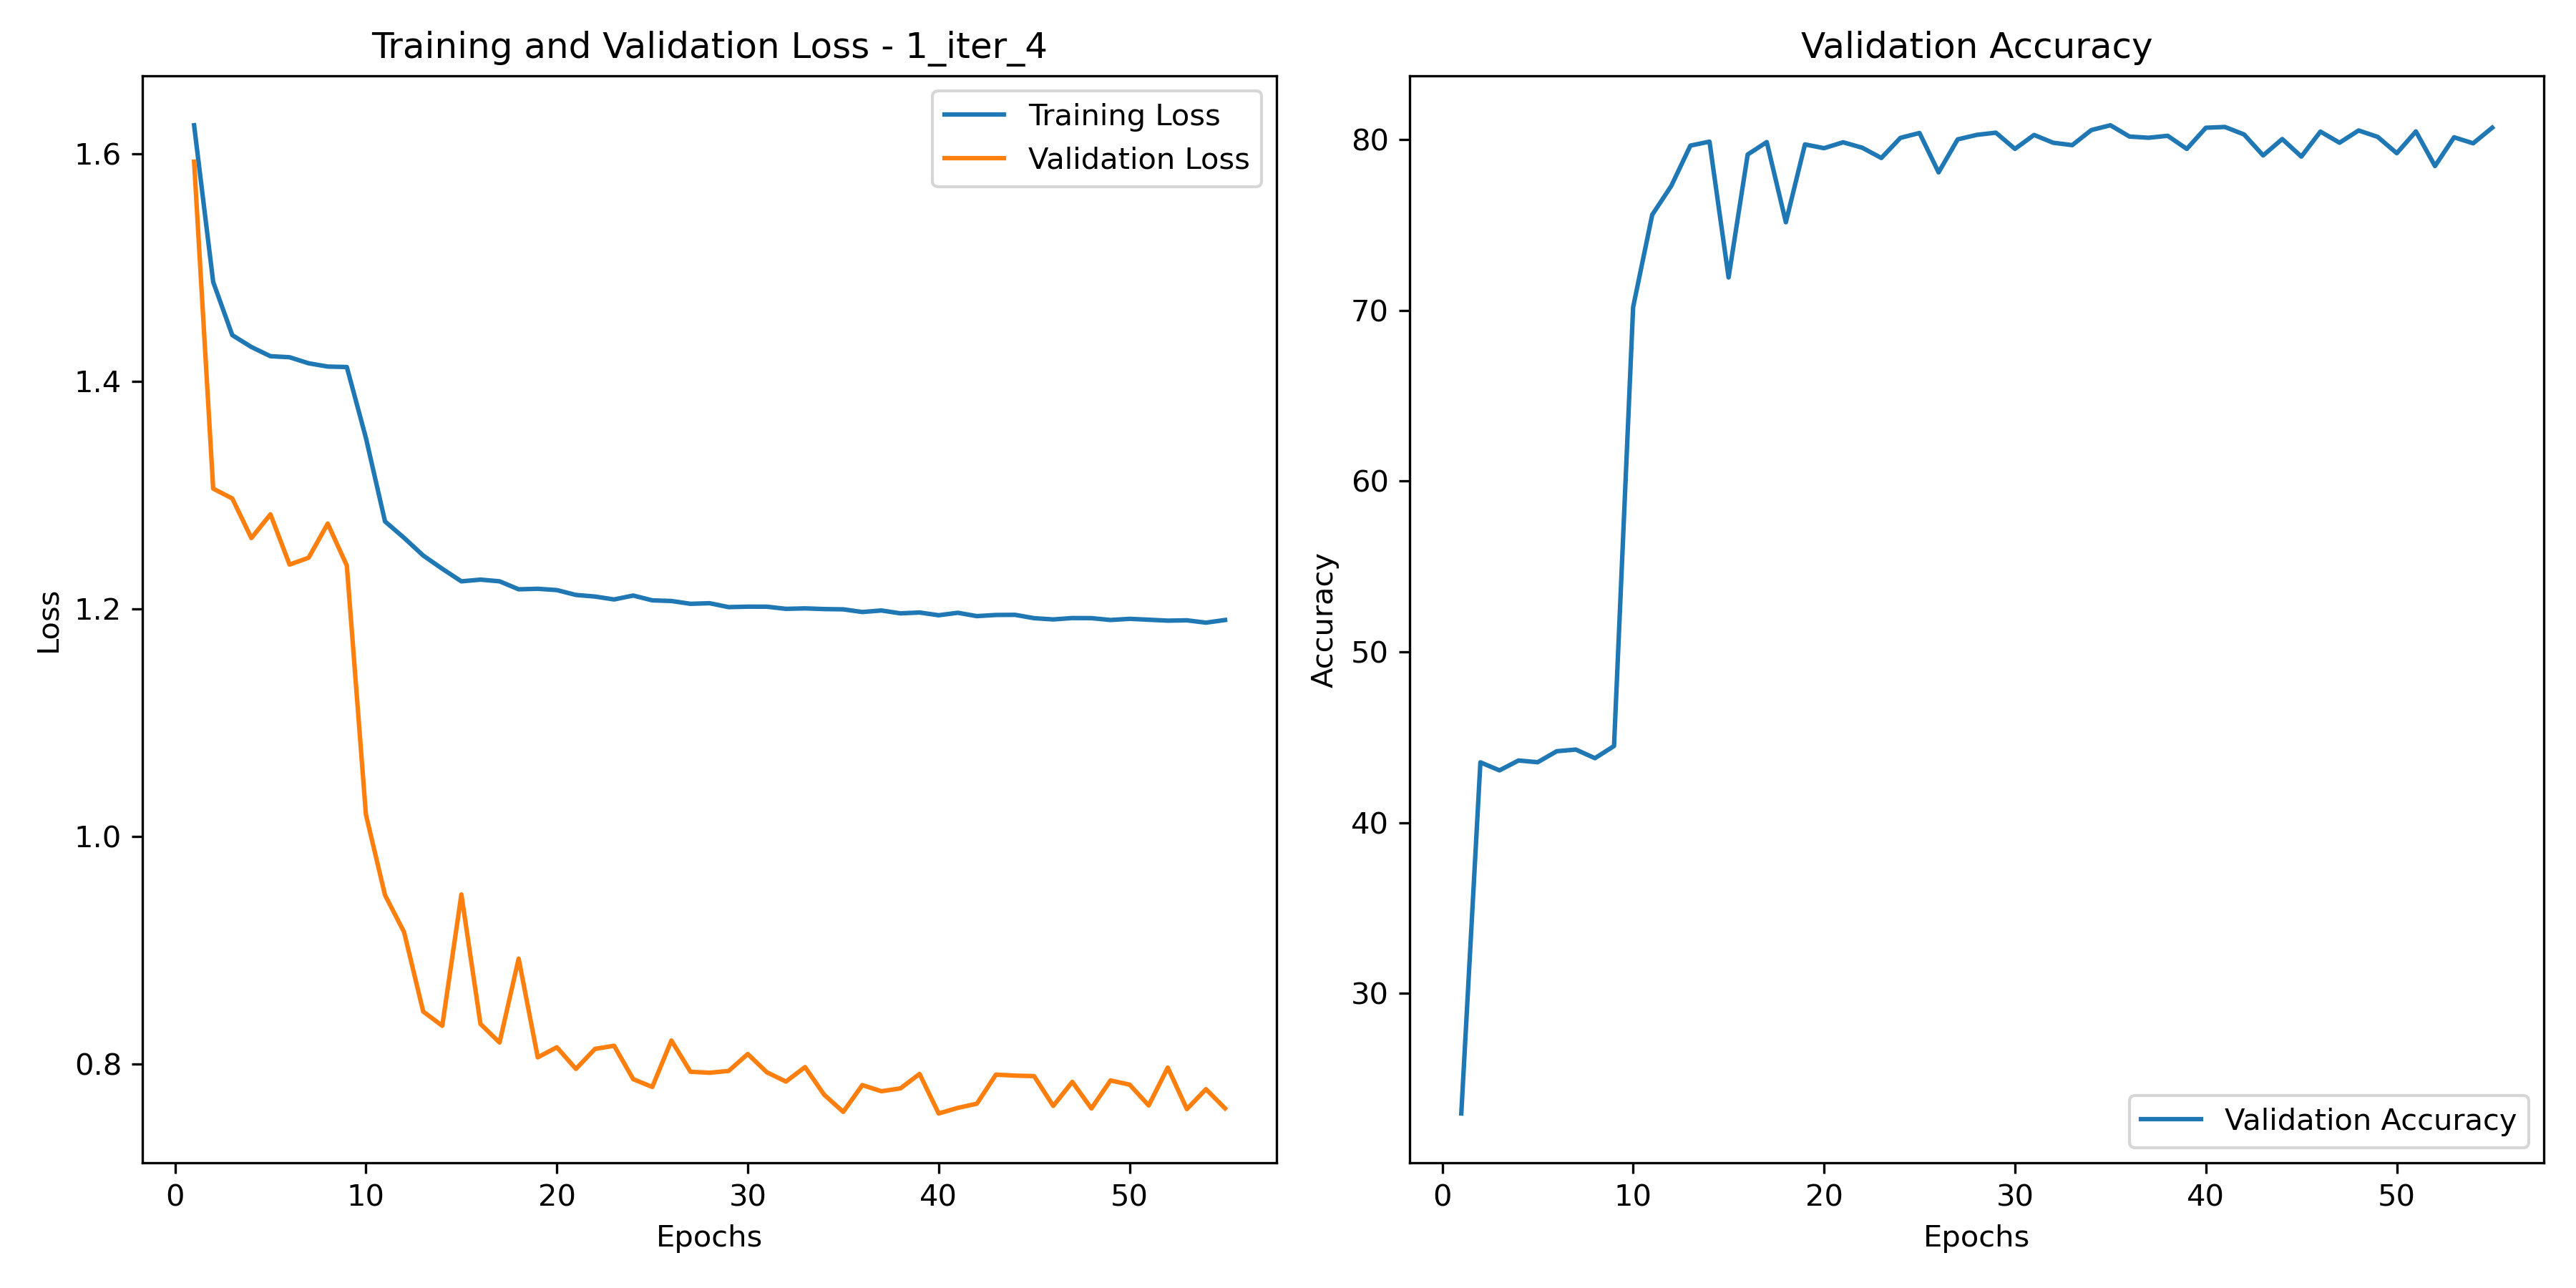 Training and Validation Loss - 1_iter_4
Training Loss
Validation Loss
1.6
1.4
1.2
1.0
0.8
Loss
0
10
20
30
40
50
Epochs
Validation Accuracy
80
70
60
50
40
30
Accuracy
Validation Accuracy
0
10
20
30
40
50
Epochs